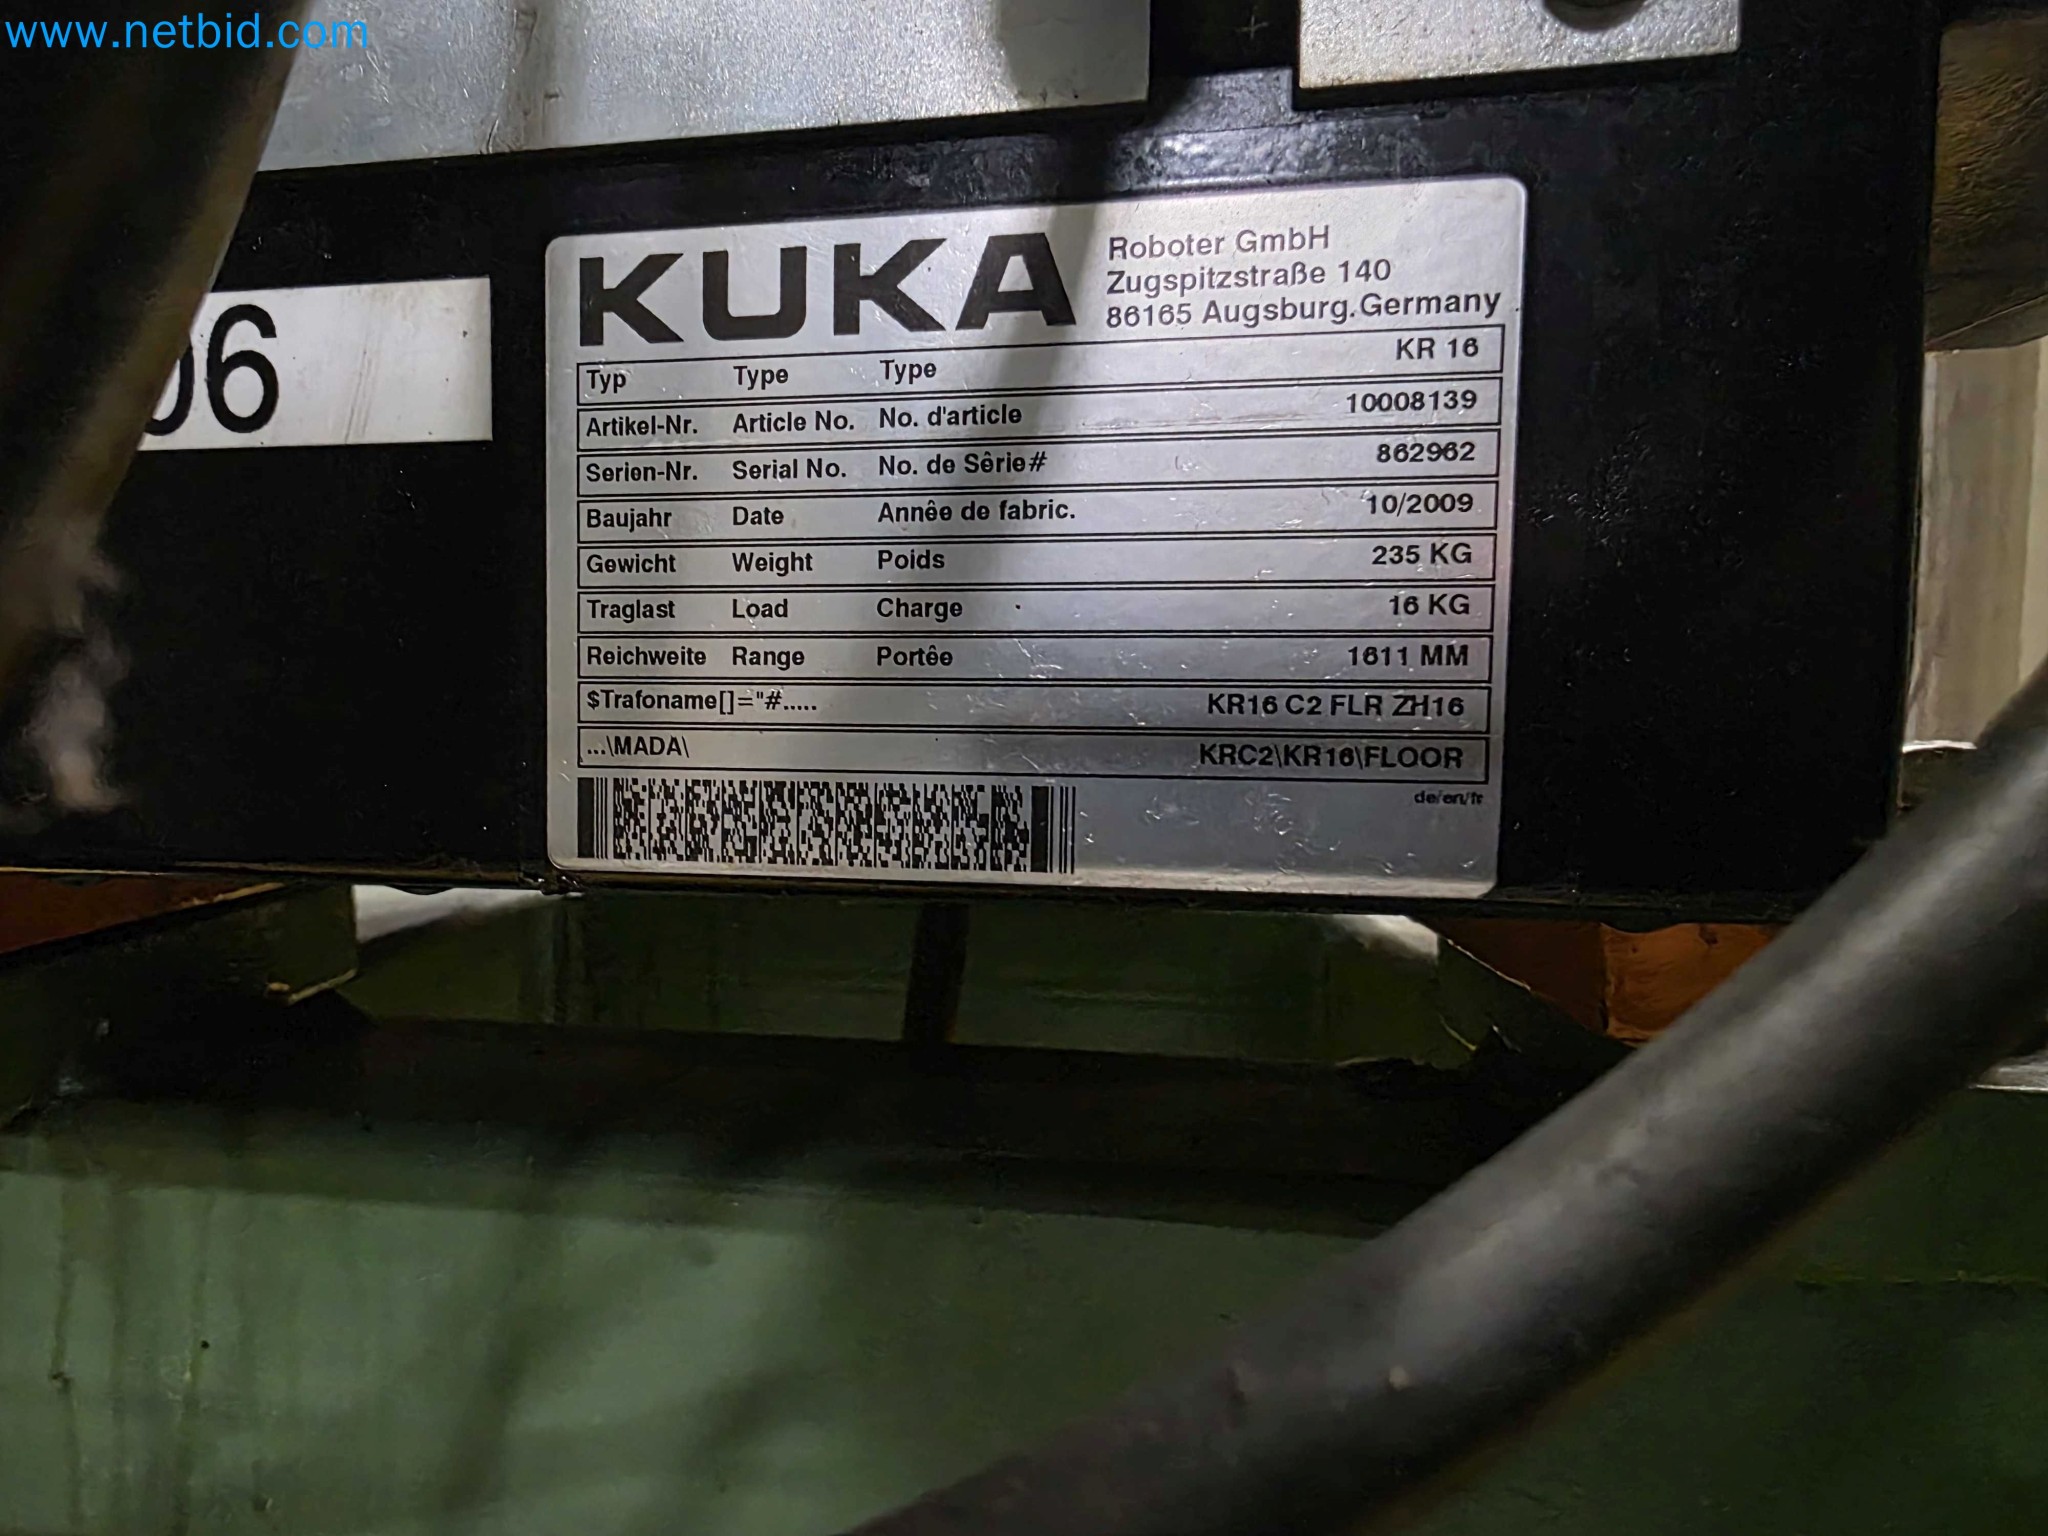 www.netbid.com
06
KUKA
Roboter GmbH
Zugspitzstraße 140
86165 Augsburg.Germany
Typ Type Type KR 16
Artikel-Nr. Article No. No. d'article 10008139
Serien-Nr. Serial No. No. de Sêrie# 862962
Baujahr Date Annêe de fabric. 10/2009
Gewicht Weight Poids 235 KG
Traglast Load Charge 16 KG
Reichweite Range Portêe 1611 MM
$Trafoname[]="#..... KR16 C2 FLR ZH16
...\MADA\ KRC2\KR16\FLOOR
de/en/fr